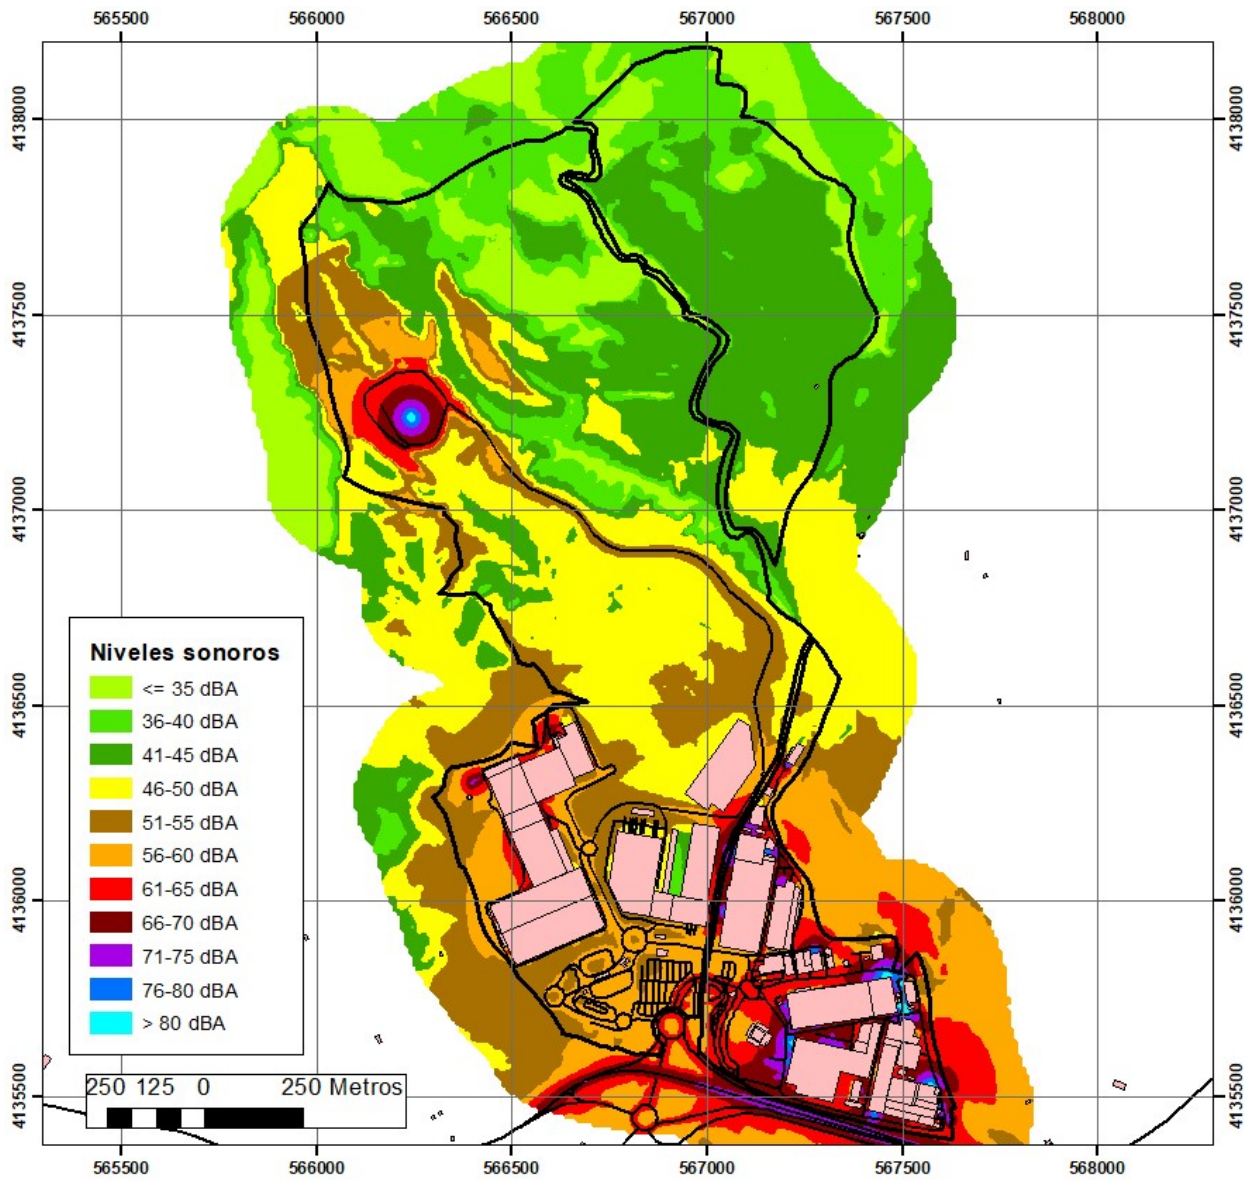 565500 566000 566500 567000 567500 568000
4138000 4138000
4137500 4137500
4137000 4137000
4136500 4136500
4136000 4136000
4135500 4135500
Niveles sonoros
<= 35 dBA
36-40 dBA
41-45 dBA
46-50 dBA
51-55 dBA
56-60 dBA
61-65 dBA
66-70 dBA
71-75 dBA
76-80 dBA
> 80 dBA
250 125 0 250 Metros
565500 566000 566500 567000 567500 568000